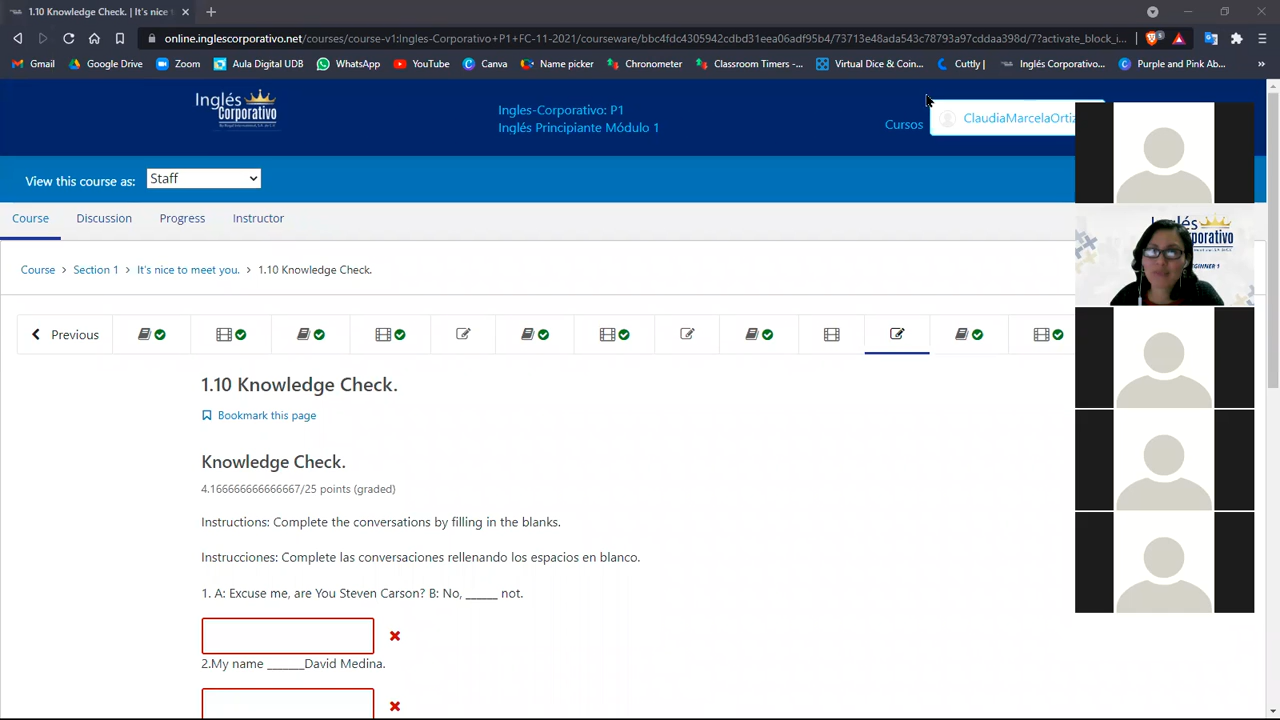 1.10 Knowledge Check. | It's nice t
online.inglescorporativo.net/courses/course-v1:Ingles-Corporativo+P1+FC-11-2021/courseware/bbc4fdc4305942cdbd31eea06adf95b4/73713e48ada543c78793a97cddaa398d/7?activate_block_i...
Gmail Google Drive Zoom Aula Digital UDB WhatsApp YouTube Canva Name picker Chronometer Classroom Timers -... Virtual Dice & Coin... Cuttly | Inglés Corporativo... Purple and Pink Ab... »
Inglés
Corporativo
Ingles-Corporativo: P1
Inglés Principiante Módulo 1
Cursos
ClaudiaMarcelaOrtiz
View this course as:
Staff
Course Discussion Progress Instructor
Course > Section 1 > It's nice to meet you. > 1.10 Knowledge Check.
Previous
1.10 Knowledge Check.
Bookmark this page
Knowledge Check.
4.166666666666667/25 points (graded)
Instructions: Complete the conversations by filling in the blanks.
Instrucciones: Complete las conversaciones rellenando los espacios en blanco.
1. A: Excuse me, are You Steven Carson? B: No, ______ not.
2.My name _______David Medina.